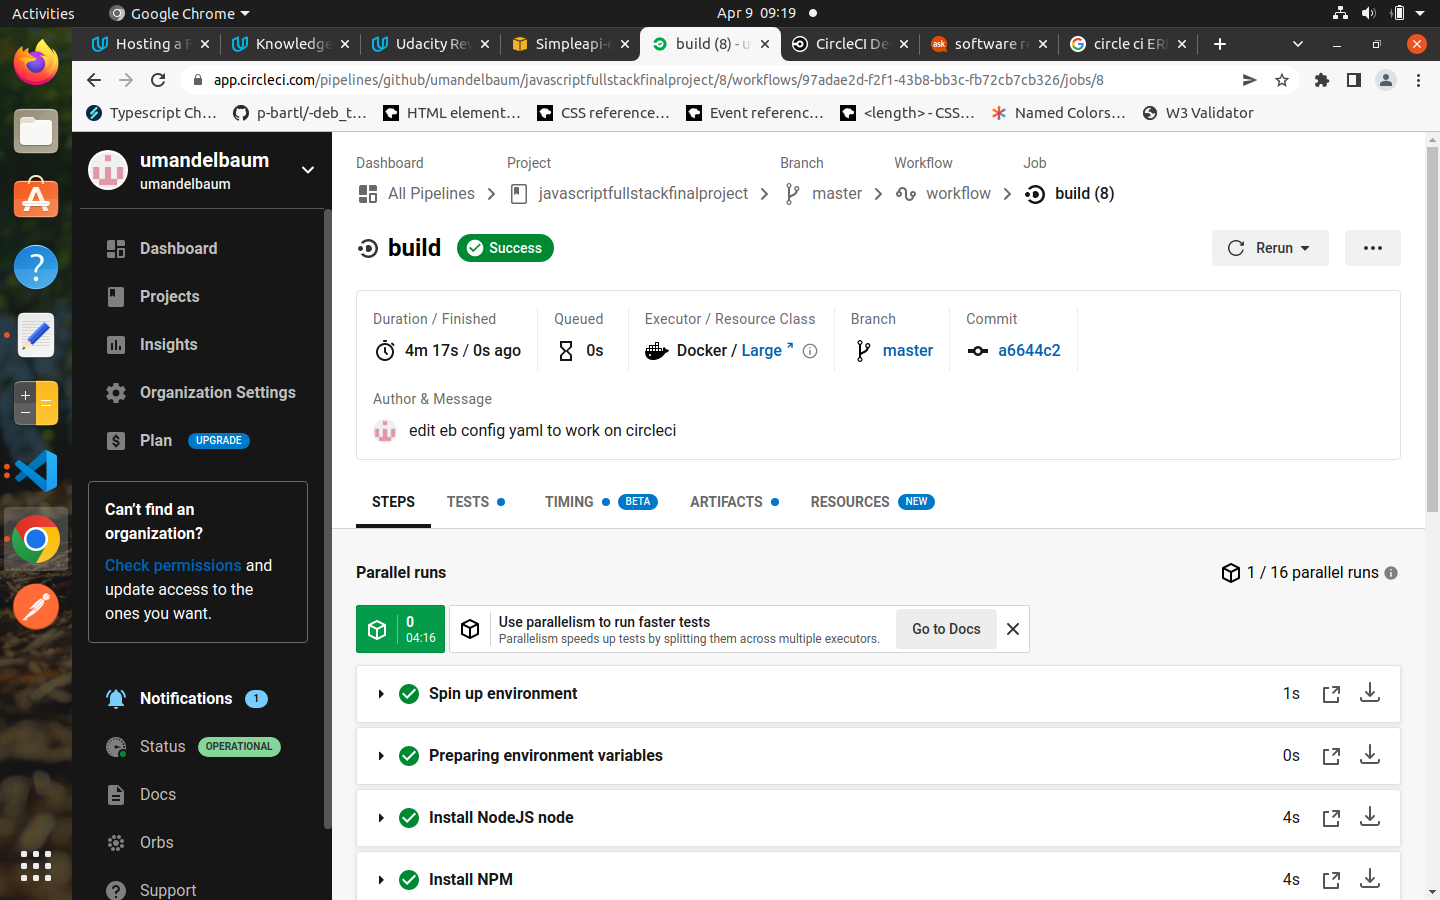 Activities
Google Chrome
Apr 9 09:19
Hosting a F
Knowledge
Udacity Rev
Simpleapi-e
build (8) - u
CircleCI De
software re
circle ci ERR
app.circleci.com/pipelines/github/umandelbaum/javascriptfullstackfinalproject/8/workflows/97adae2d-f2f1-43b8-bb3c-fb72cb7cb326/jobs/8
Typescript Ch…
p-bartl/-deb_t…
HTML element…
CSS reference…
Event referenc…
<length> - CSS…
Named Colors…
W3 Validator
umandelbaum
umandelbaum
Dashboard
Projects
Insights
Organization Settings
Plan UPGRADE
Can't find an
organization?
Check permissions and
update access to the
ones you want.
Notifications 1
Status OPERATIONAL
Docs
Orbs
Support
Dashboard
Project
Branch
Workflow
Job
All Pipelines
javascriptfullstackfinalproject
master
workflow
build (8)
build
Success
Rerun
Duration / Finished
4m 17s / 0s ago
Queued
0s
Executor / Resource Class
Docker / Large
Branch
master
Commit
a6644c2
Author & Message
edit eb config yaml to work on circleci
STEPS
TESTS
TIMING BETA
ARTIFACTS
RESOURCES NEW
Parallel runs
1 / 16 parallel runs
0
04:16
Use parallelism to run faster tests
Parallelism speeds up tests by splitting them across multiple executors.
Go to Docs
Spin up environment 1s
Preparing environment variables 0s
Install NodeJS node 4s
Install NPM 4s